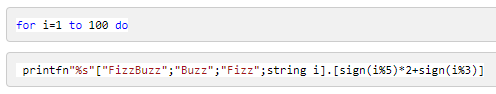 for i=1 to 100 do
printfn"%s"["FizzBuzz";"Buzz";"Fizz";string i].[sign(i%5)*2+sign(i%3)]